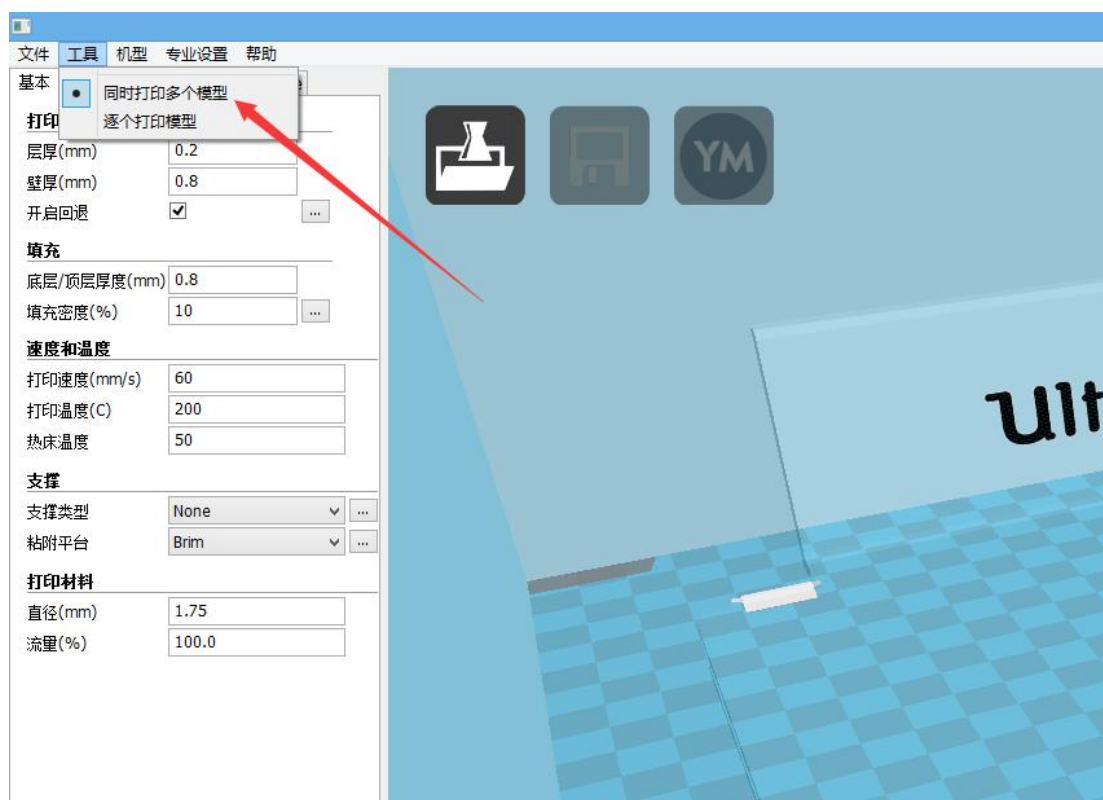 文件 工具 机型 专业设置 帮助
基本
同时打印多个模型
逐个打印模型
打印
层厚(mm) 0.2
壁厚(mm) 0.8
开启回退 ...
填充
底层/顶层厚度(mm) 0.8
填充密度(%) 10 ...
速度和温度
打印速度(mm/s) 60
打印温度(C) 200
热床温度 50
支撑
支撑类型 None ...
粘附平台 Brim ...
打印材料
直径(mm) 1.75
流量(%) 100.0
YM
Ult